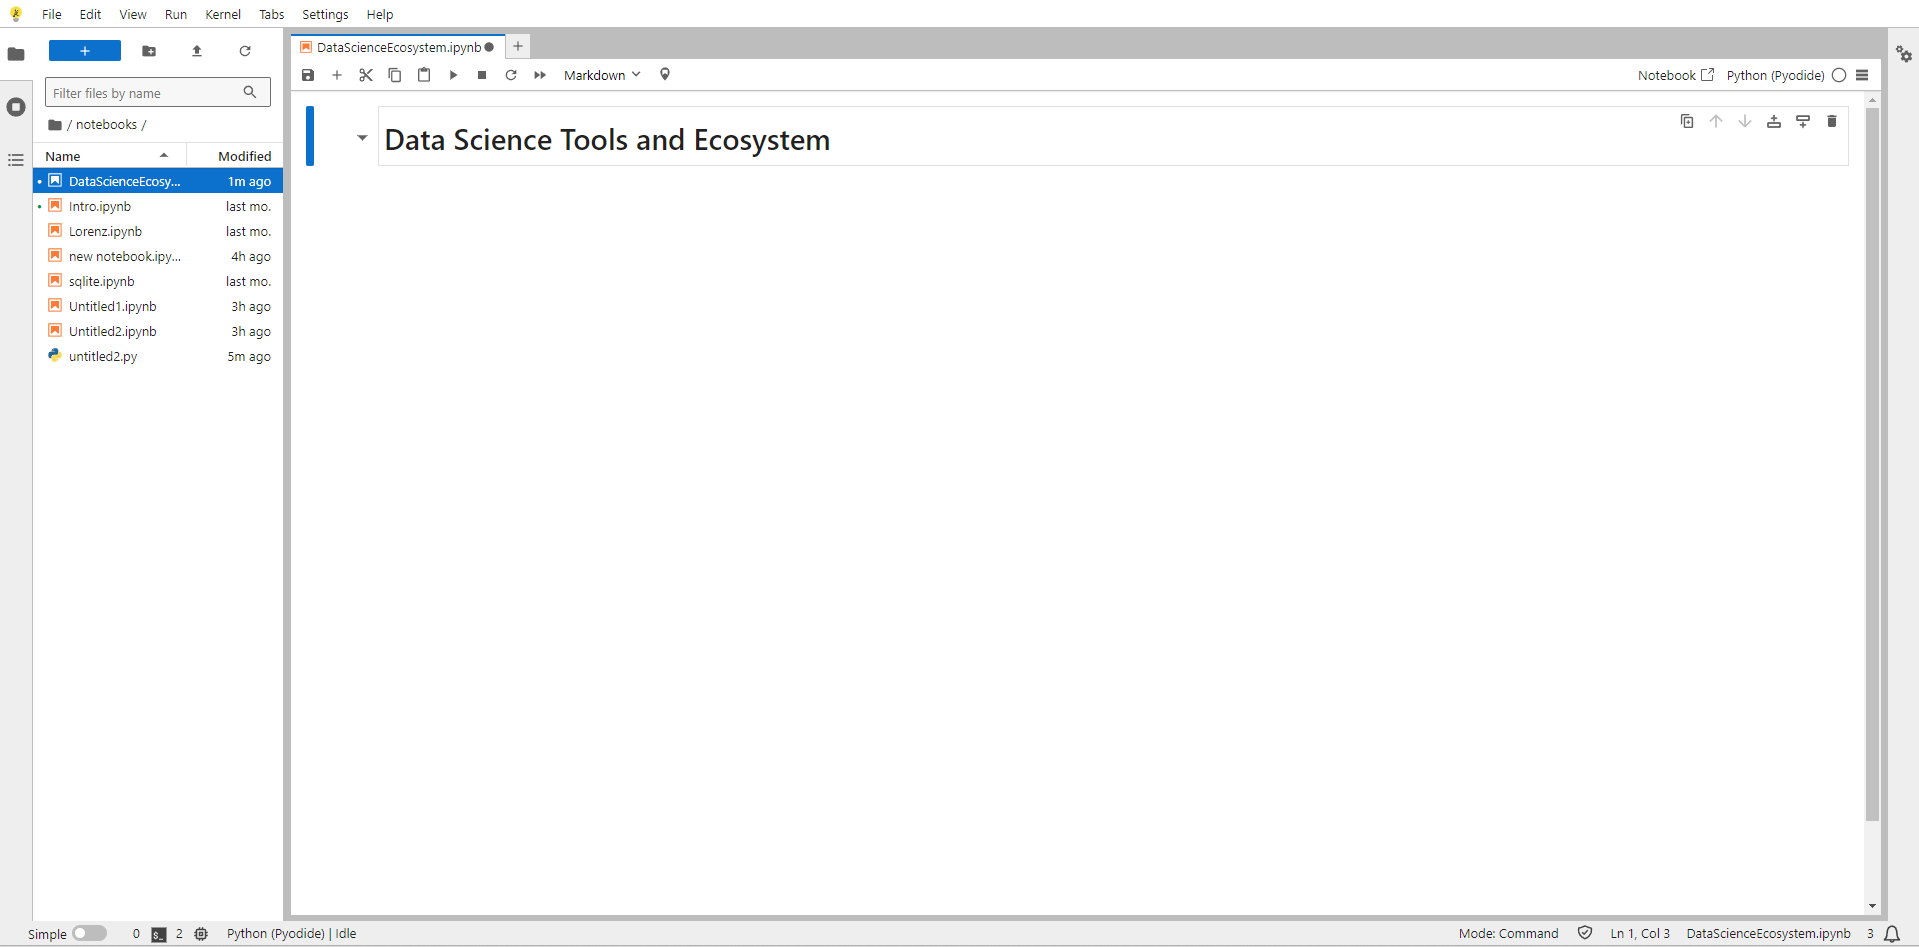 File Edit View Run Kernel Tabs Settings Help
DataScienceEcosystem.ipynb
Markdown
Notebook Python (Pyodide)
Filter files by name
/ notebooks /
Name Modified
DataScienceEcosy... 1m ago
Intro.ipynb last mo.
Lorenz.ipynb last mo.
new notebook.ipy... 4h ago
sqlite.ipynb last mo.
Untitled1.ipynb 3h ago
Untitled2.ipynb 3h ago
untitled2.py 5m ago
Data Science Tools and Ecosystem
Simple 0 $_ 2 Python (Pyodide) | Idle Mode: Command Ln 1, Col 3 DataScienceEcosystem.ipynb 3